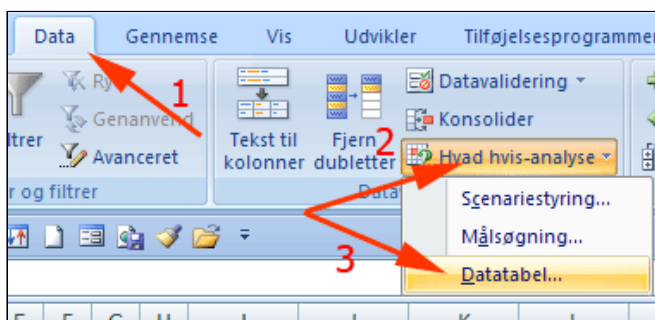 Data Gennemse Vis Udvikler Tilføjelsesprogrammer
1
Datavalidering
Genanvend
Konsolider
Tekst til kolonner
Fjern dubletter
2
Avanceret
Hvad hvis-analyse
og filtrer
Data
Scenariestyring...
Målsøgning...
3
Datatabel...